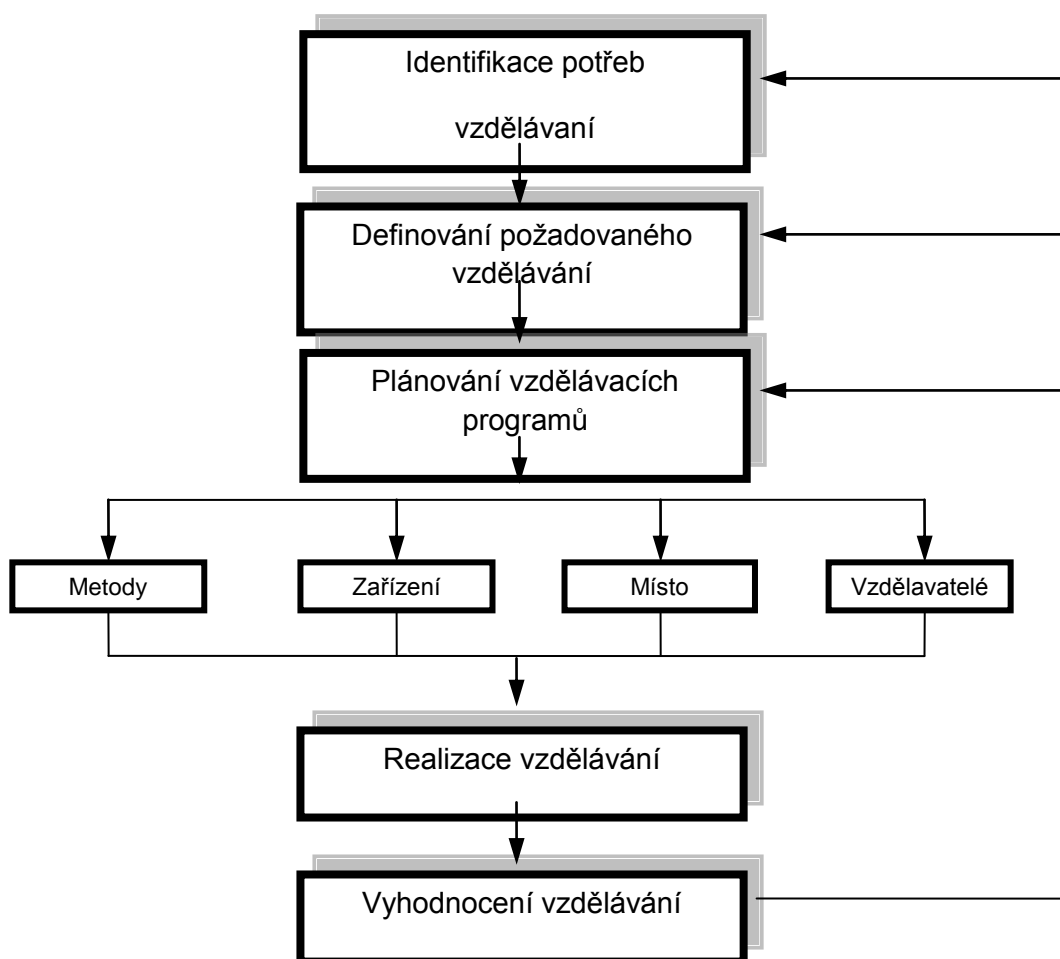 Identifikace potřeb
vzdělávaní
Definování požadovaného
vzdělávání
Plánování vzdělávacích
programů
Metody
Zařízení
Místo
Vzdělavatelé
Realizace vzdělávání
Vyhodnocení vzdělávání